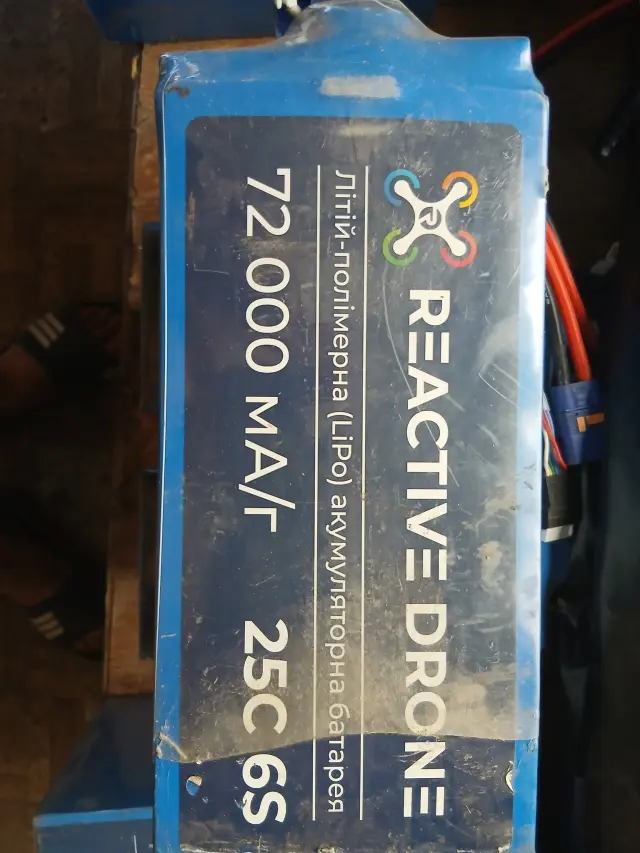 REACTIVE DRONE
Літій-полімерна (LiPo) акумуляторна батарея
72 000 мА/г 25C 6S